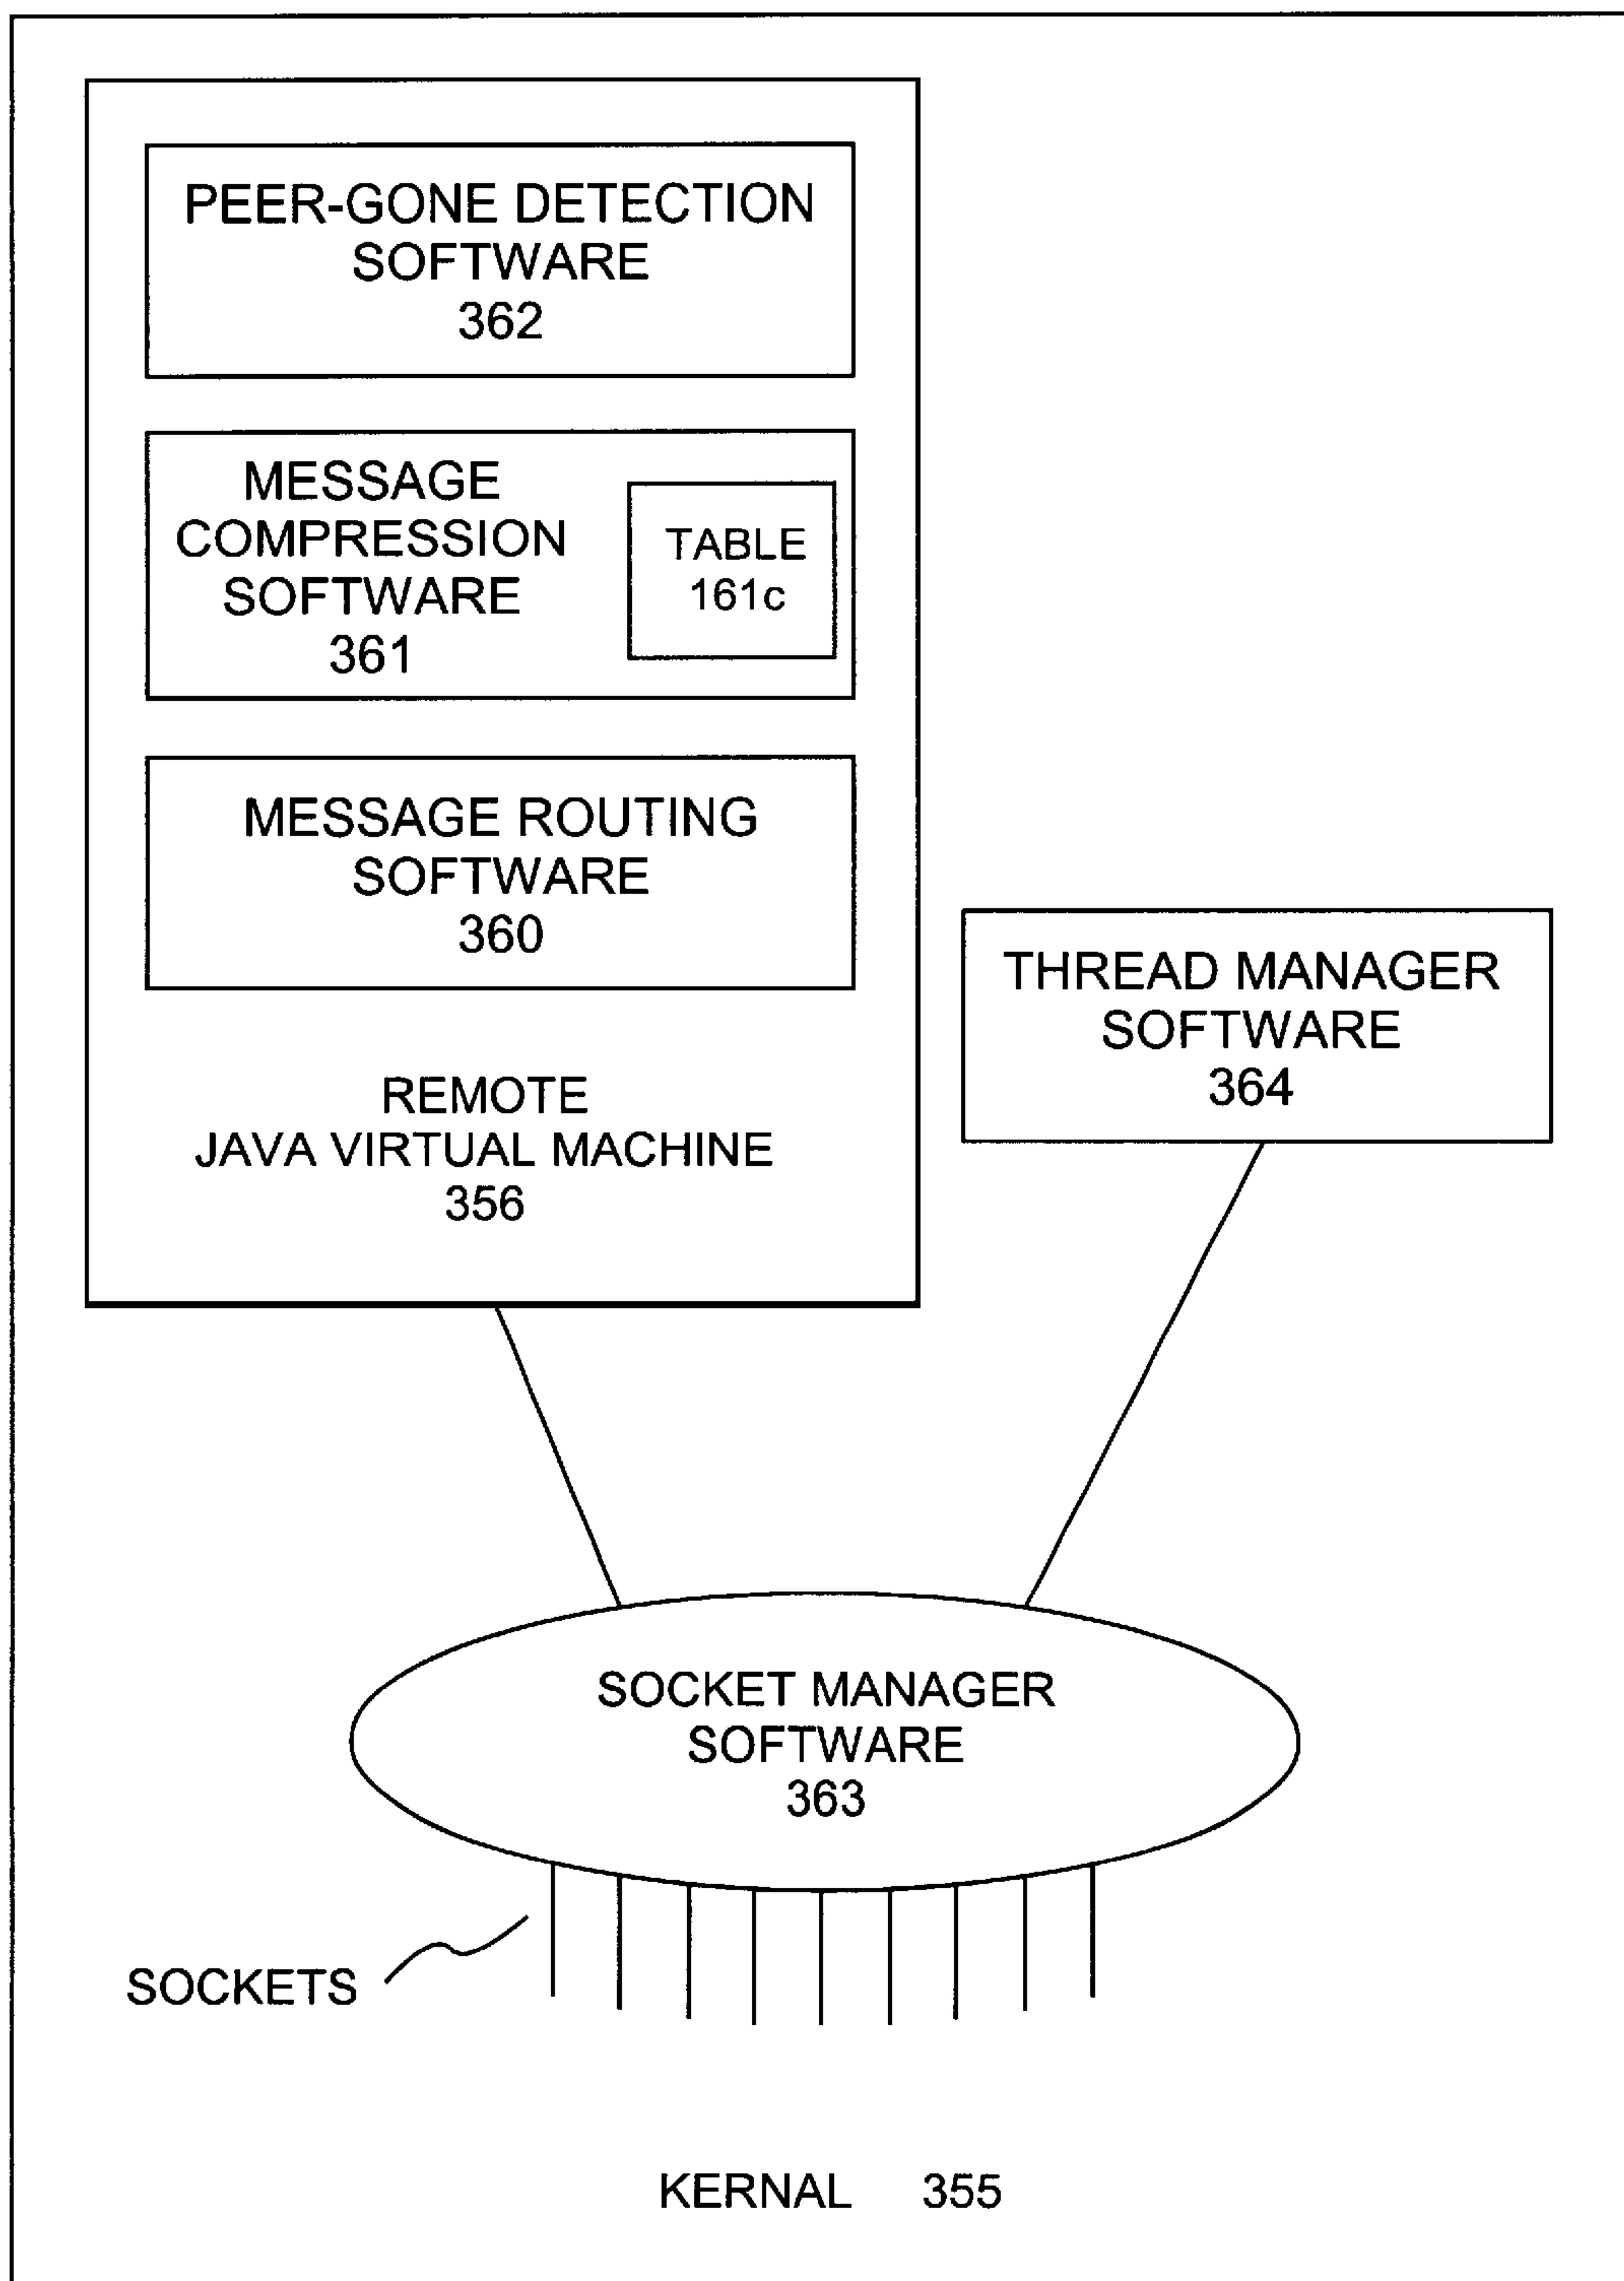 PEER-GONE DETECTION
SOFTWARE
362
MESSAGE
COMPRESSION
SOFTWARE
361
TABLE
161c
MESSAGE ROUTING
SOFTWARE
360
REMOTE
JAVA VIRTUAL MACHINE
356
THREAD MANAGER
SOFTWARE
364
SOCKET MANAGER
SOFTWARE
363
SOCKETS
KERNAL 355